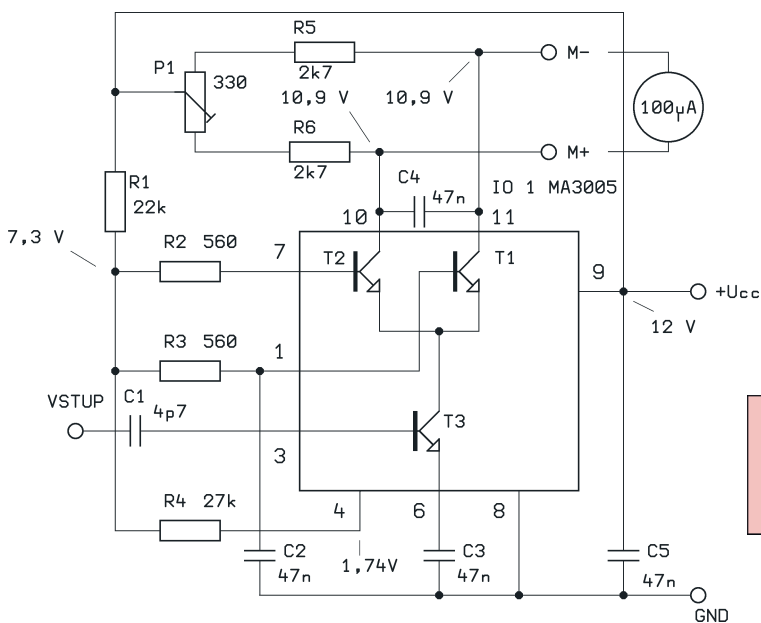 R5
2k7
M-
P1
330
10,9 V
10,9 V
100µA
R6
2k7
M+
R1
22k
C4
47n
IO 1 MA3005
10
11
7,3 V
R2 560
7
T2
T1
9
+Ucc
12 V
R3 560
1
VSTUP
C1
4p7
3
T3
R4 27k
4
6
8
1,74V
C2
47n
C3
47n
C5
47n
GND